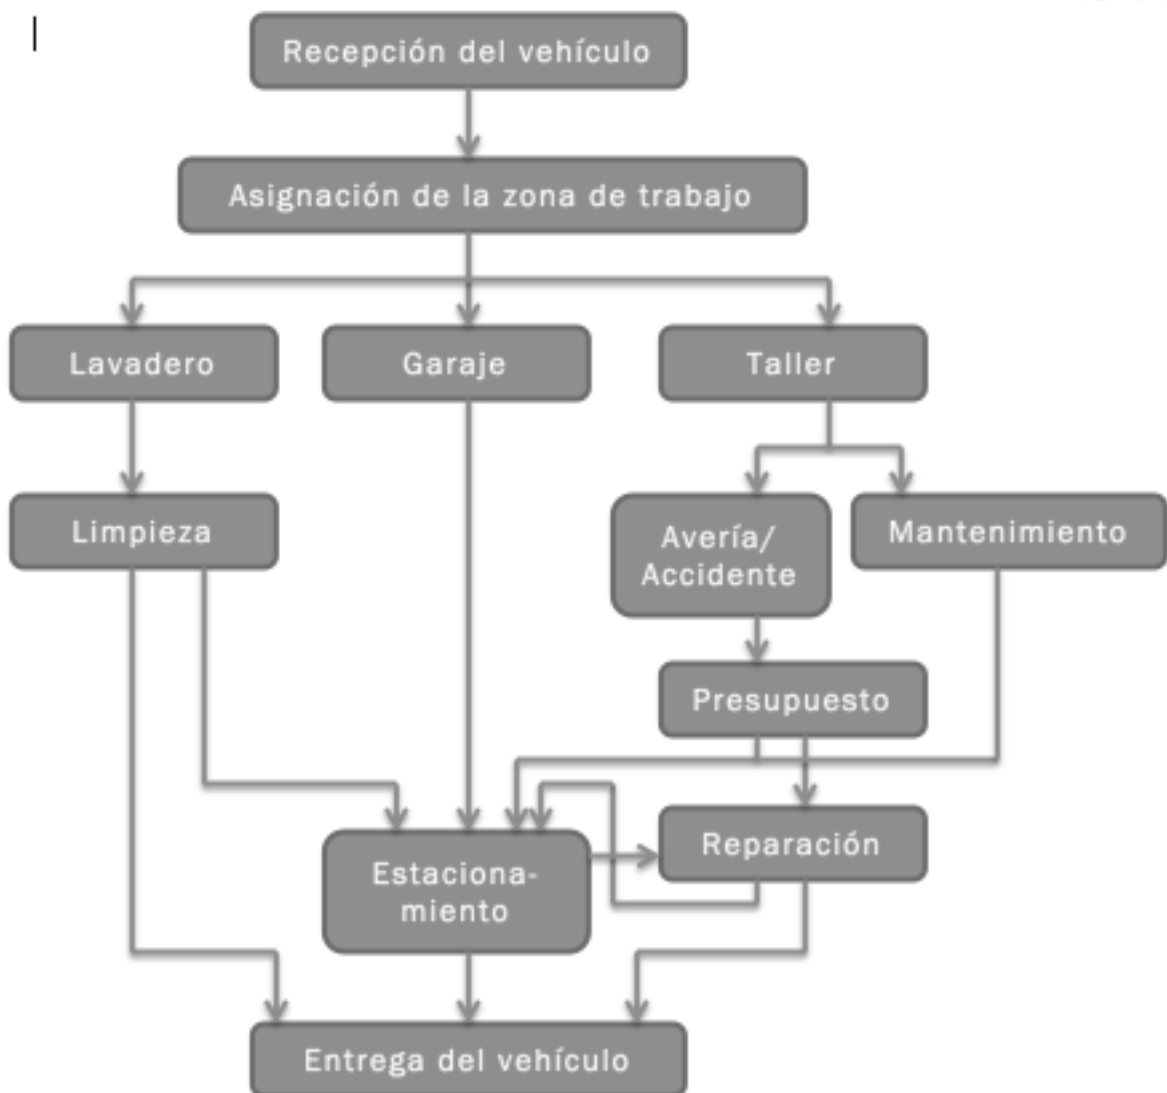 Recepción del vehículo
Asignación de la zona de trabajo
Lavadero
Garaje
Taller
Limpieza
Avería/
Accidente
Mantenimiento
Presupuesto
Reparación
Estaciona-
miento
Entrega del vehículo